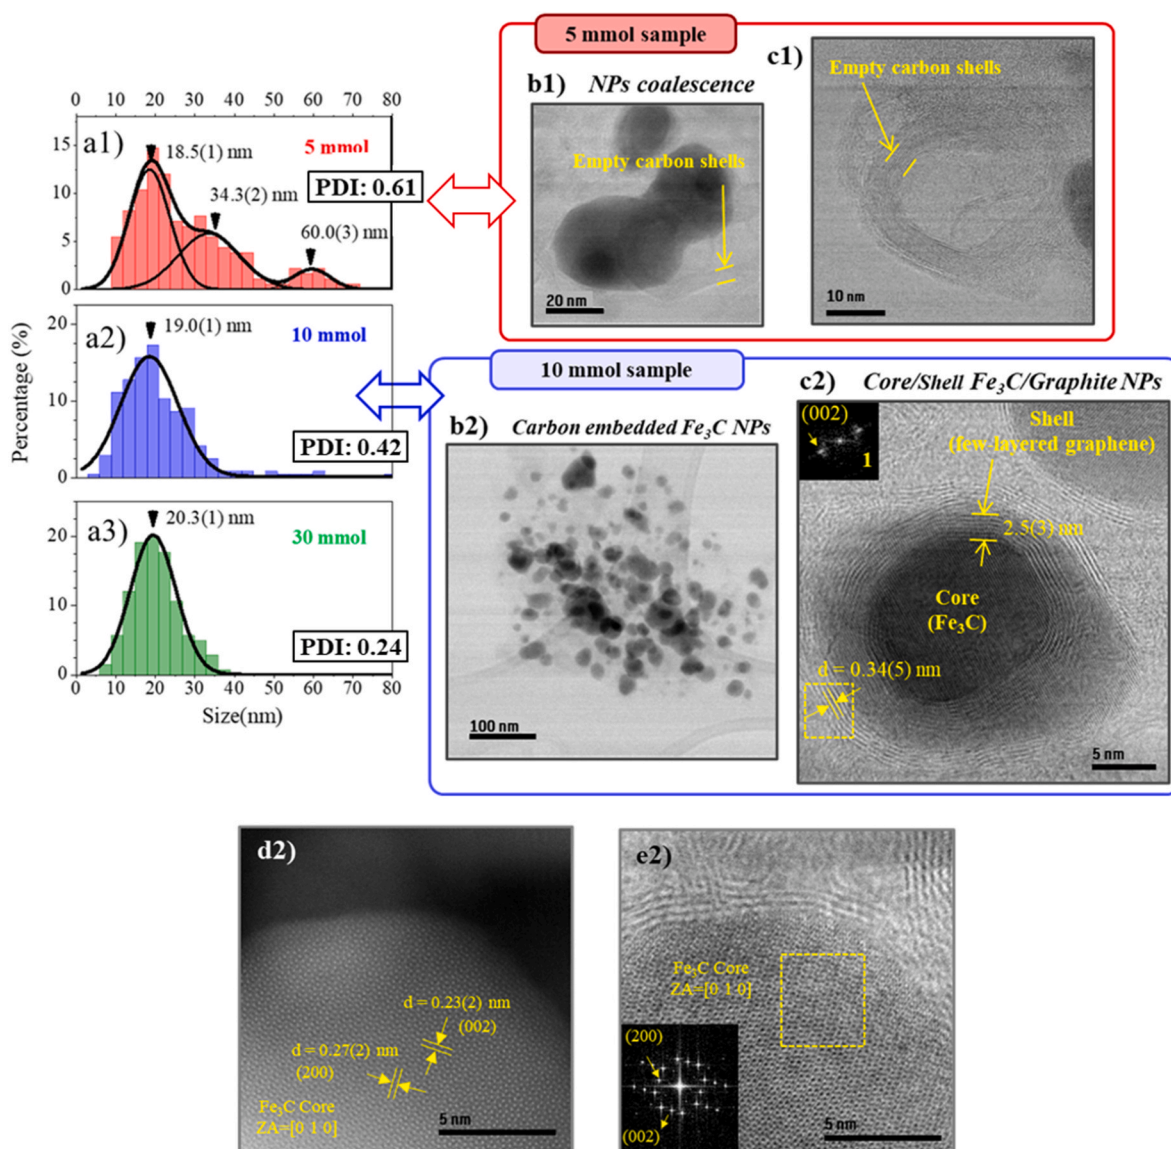 5 mmol sample
b1) NPs coalescence
Empty carbon shells
20 nm
c1)
Empty carbon shells
10 nm
0 10 20 30 40 50 60 70 80
a1)
5 mmol
18.5(1) nm
34.3(2) nm
60.0(3) nm
PDI: 0.61
15
10
5
0
a2)
10 mmol
19.0(1) nm
PDI: 0.42
20
10
0
a3)
30 mmol
20.3(1) nm
PDI: 0.24
20
10
0
0 10 20 30 40 50 60 70 80
Size(nm)
Percentage (%)
10 mmol sample
b2) Carbon embedded Fe₃C NPs
100 nm
c2) Core/Shell Fe₃C/Graphite NPs
(002)
1
Shell
(few-layered graphene)
2.5(3) nm
Core
(Fe₃C)
d = 0.34(5) nm
5 nm
d2)
d = 0.23(2) nm
(002)
d = 0.27(2) nm
(200)
Fe₃C Core
ZA=[0 1 0]
5 nm
e2)
Fe₃C Core
ZA=[0 1 0]
(200)
(002)
5 nm